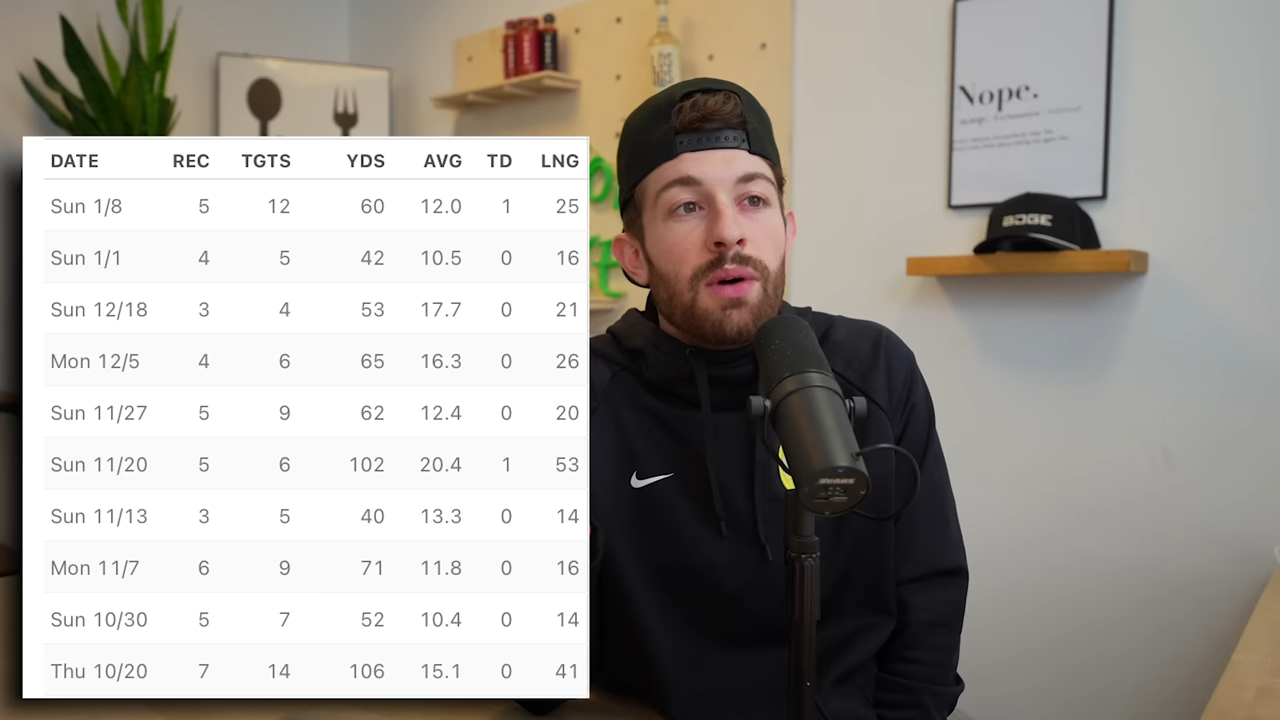 DATE REC TGTS YDS AVG TD LNG
Sun 1/8 5 12 60 12.0 1 25
Sun 1/1 4 5 42 10.5 0 16
Sun 12/18 3 4 53 17.7 0 21
Mon 12/5 4 6 65 16.3 0 26
Sun 11/27 5 9 62 12.4 0 20
Sun 11/20 5 6 102 20.4 1 53
Sun 11/13 3 5 40 13.3 0 14
Mon 11/7 6 9 71 11.8 0 16
Sun 10/30 5 7 52 10.4 0 14
Thu 10/20 7 14 106 15.1 0 41
Nope.
BDGE